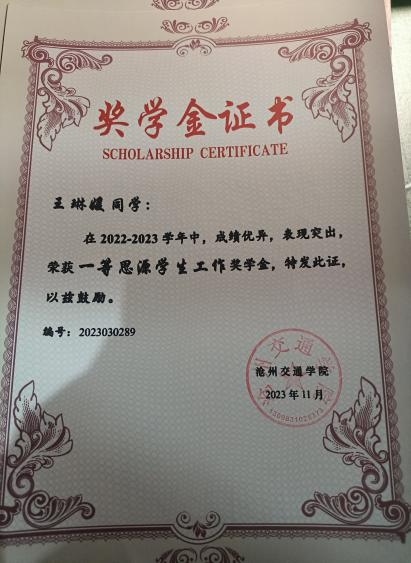 奖学金证书
SCHOLARSHIP CERTIFICATE
王琳媛同学：
在2022-2023学年中，成绩优异，表现突出，
荣获一等思源学生工作奖学金，特发此证，
以兹鼓励。
编号：2023030289
沧州交通学院
2023年11月